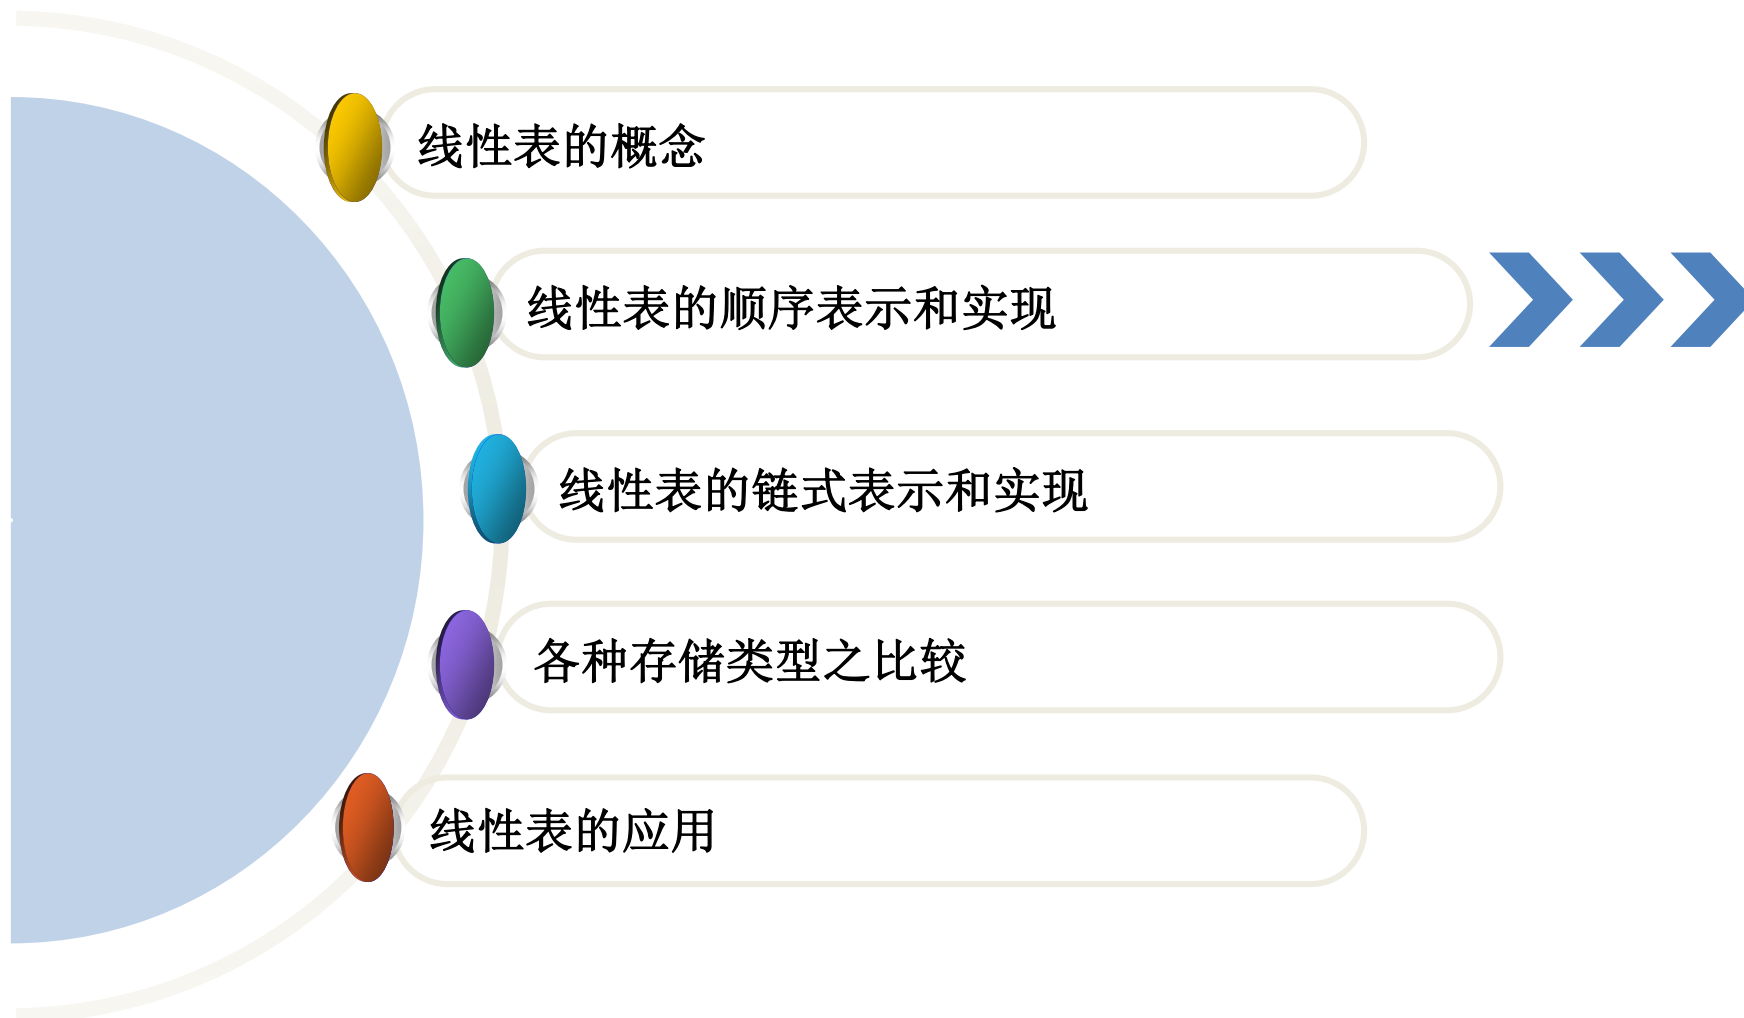 线性表的概念
线性表的顺序表示和实现
线性表的链式表示和实现
各种存储类型之比较
线性表的应用